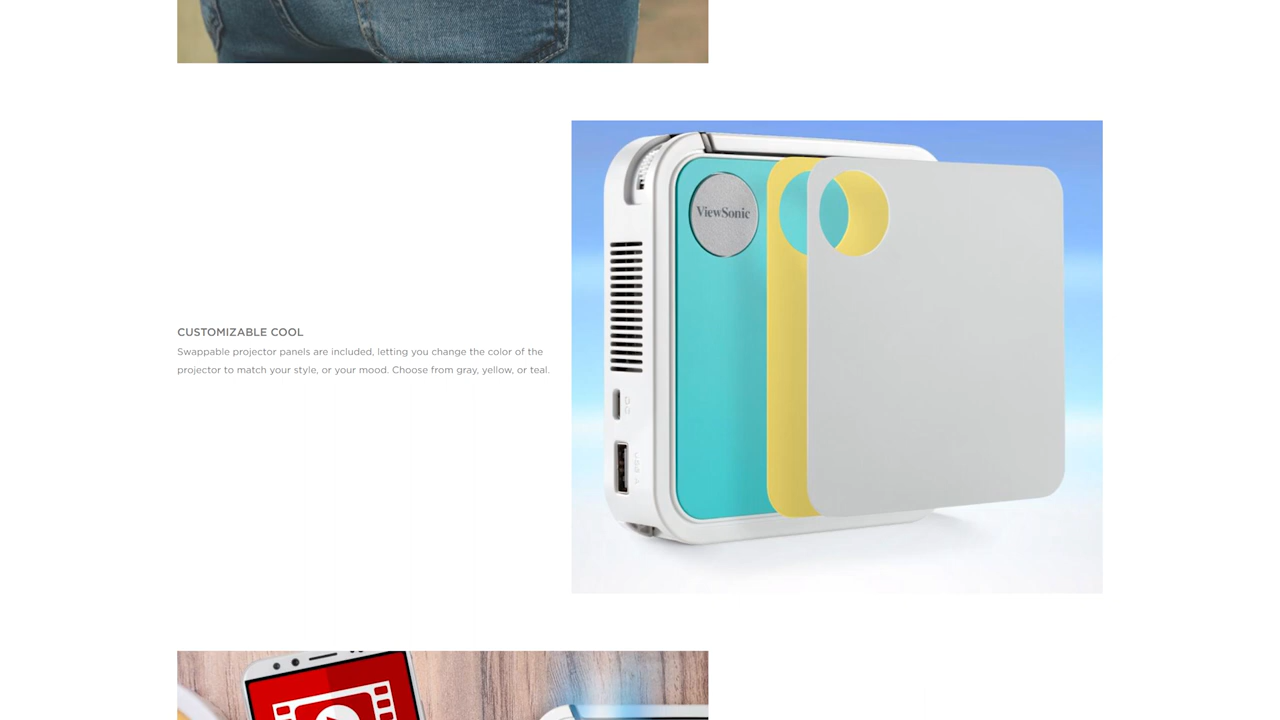 CUSTOMIZABLE COOL
Swappable projector panels are included, letting you change the color of the
projector to match your style, or your mood. Choose from gray, yellow, or teal.
ViewSonic